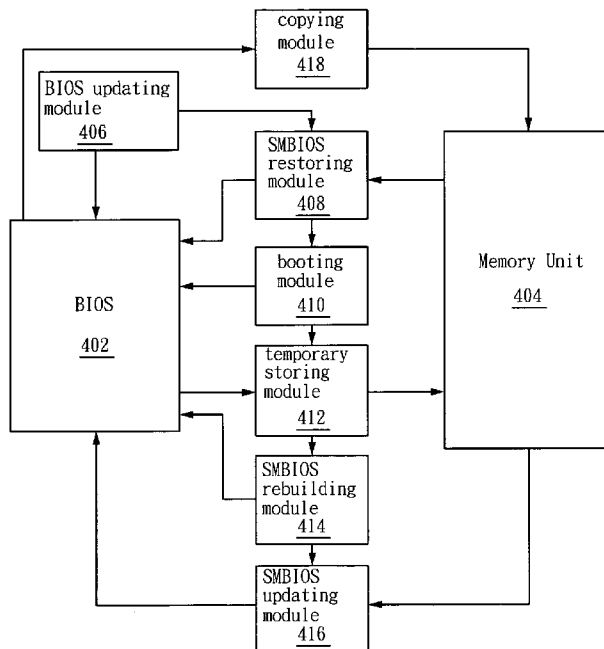 copying
module
418
BIOS updating
module
406
SMBIOS
restoring
module
408
booting
module
410
BIOS
402
Memory Unit
404
temporary
storing
module
412
SMBIOS
rebuilding
module
414
SMBIOS
updating
module
416